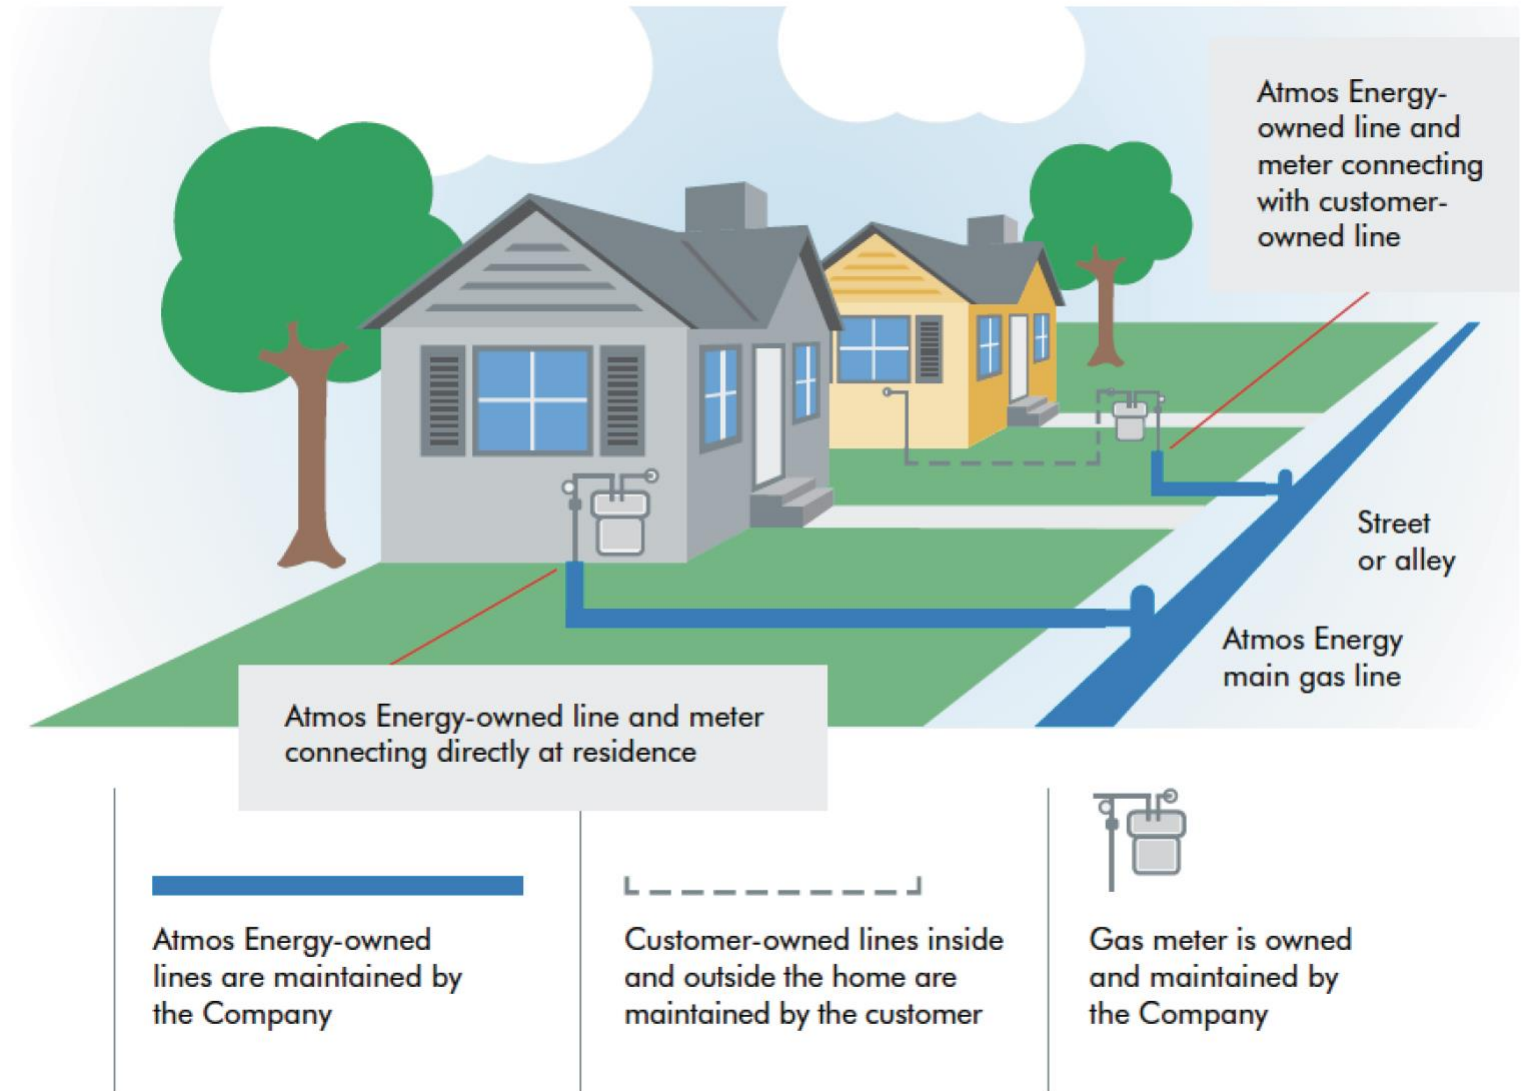 Atmos Energy-
owned line and
meter connecting
with customer-
owned line
Street
or alley
Atmos Energy
main gas line
Atmos Energy-owned line and meter
connecting directly at residence
Atmos Energy-owned
lines are maintained by
the Company
Customer-owned lines inside
and outside the home are
maintained by the customer
Gas meter is owned
and maintained by
the Company